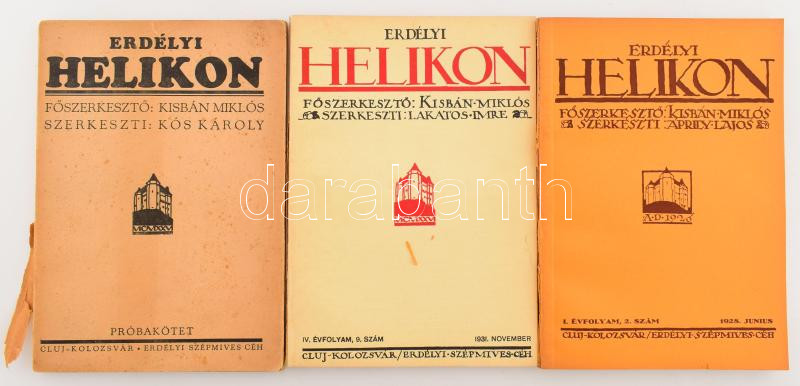 ERDÉLYI
HELIKON
FŐSZERKESZTŐ: KISBÁN MIKLÓS
SZERKESZTI: KÓS KÁROLY
MCMXXV
PRÓBAKÖTET
CLUJ-KOLOZSVÁR • ERDÉLYI SZÉPMIVES CÉH
ERDÉLYI
HELIKON
FŐSZERKESZTŐ: KISBÁN-MIKLÓS
SZERKESZTI: LAKATOS-IMRE
IV. ÉVFOLYAM, 9. SZÁM 1931. NOVEMBER
CLUJ-KOLOZSVÁR/ERDÉLYI-SZÉPMIVES-CÉH
ERDÉLYI
HELIKON
FŐSZERKESZTŐ: KISBÁN-MIKLÓS
SZERKESZTI: ÁPRILY-LAJOS
A.D.1926
I. ÉVFOLYAM, 2. SZÁM 1928. JUNIUS
CLUJ-KOLOZSVÁR/ERDÉLYI SZÉPMIVES-CÉH
darabanth